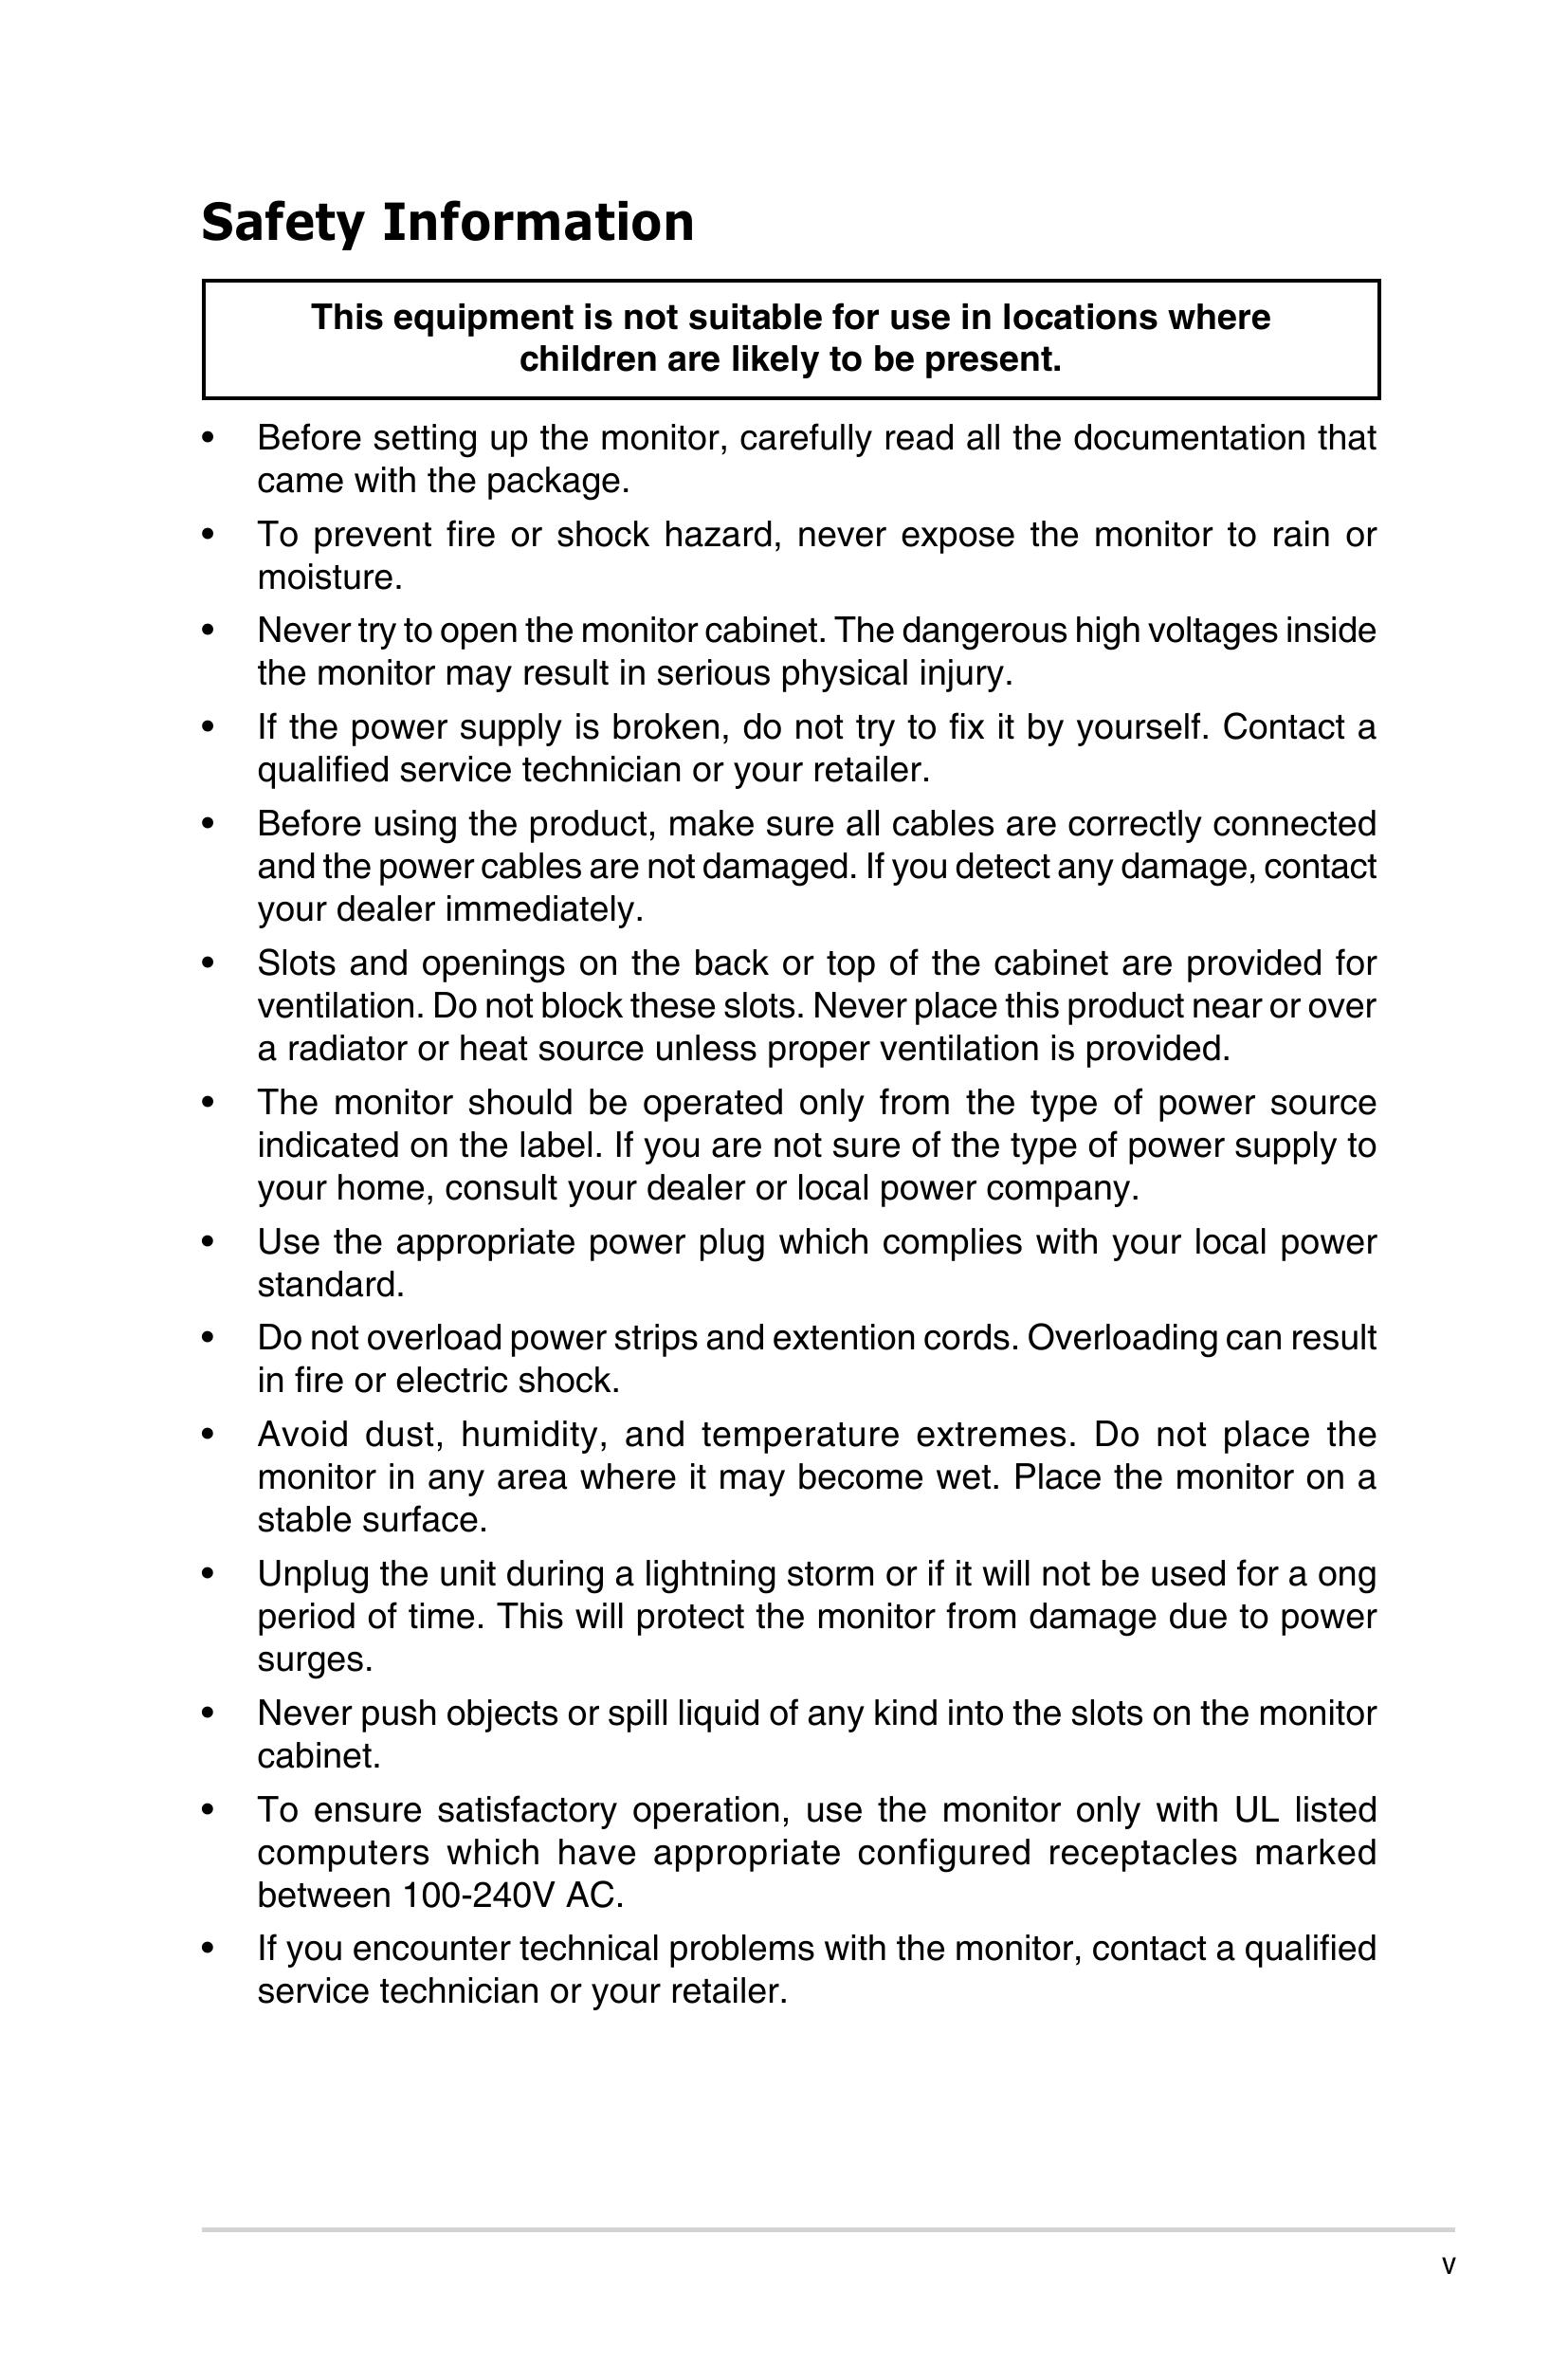 Safety Information
This equipment is not suitable for use in locations where
children are likely to be present.
• Before setting up the monitor, carefully read all the documentation that
came with the package.
• To prevent fire or shock hazard, never expose the monitor to rain or
moisture.
• Never try to open the monitor cabinet. The dangerous high voltages inside
the monitor may result in serious physical injury.
• If the power supply is broken, do not try to fix it by yourself. Contact a
qualified service technician or your retailer.
• Before using the product, make sure all cables are correctly connected
and the power cables are not damaged. If you detect any damage, contact
your dealer immediately.
• Slots and openings on the back or top of the cabinet are provided for
ventilation. Do not block these slots. Never place this product near or over
a radiator or heat source unless proper ventilation is provided.
• The monitor should be operated only from the type of power source
indicated on the label. If you are not sure of the type of power supply to
your home, consult your dealer or local power company.
• Use the appropriate power plug which complies with your local power
standard.
• Do not overload power strips and extention cords. Overloading can result
in fire or electric shock.
• Avoid dust, humidity, and temperature extremes. Do not place the
monitor in any area where it may become wet. Place the monitor on a
stable surface.
• Unplug the unit during a lightning storm or if it will not be used for a ong
period of time. This will protect the monitor from damage due to power
surges.
• Never push objects or spill liquid of any kind into the slots on the monitor
cabinet.
• To ensure satisfactory operation, use the monitor only with UL listed
computers which have appropriate configured receptacles marked
between 100-240V AC.
• If you encounter technical problems with the monitor, contact a qualified
service technician or your retailer.
v